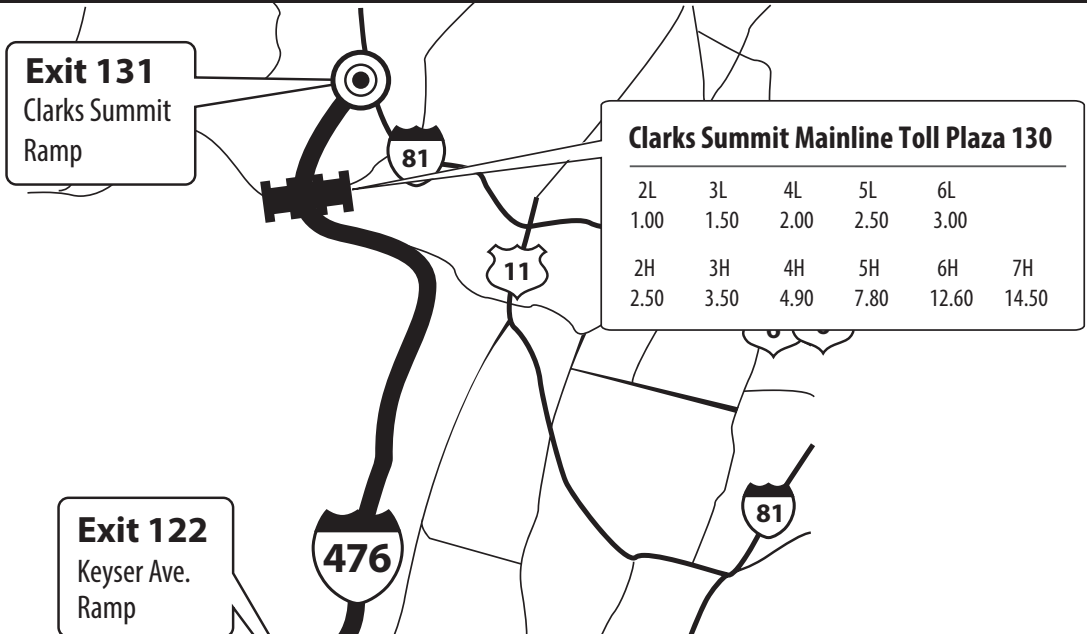 Exit 131
Clarks Summit
Ramp
81
Clarks Summit Mainline Toll Plaza 130
2L 3L 4L 5L 6L
1.00 1.50 2.00 2.50 3.00
2H 3H 4H 5H 6H 7H
2.50 3.50 4.90 7.80 12.60 14.50
11
81
Exit 122
Keyser Ave.
Ramp
476